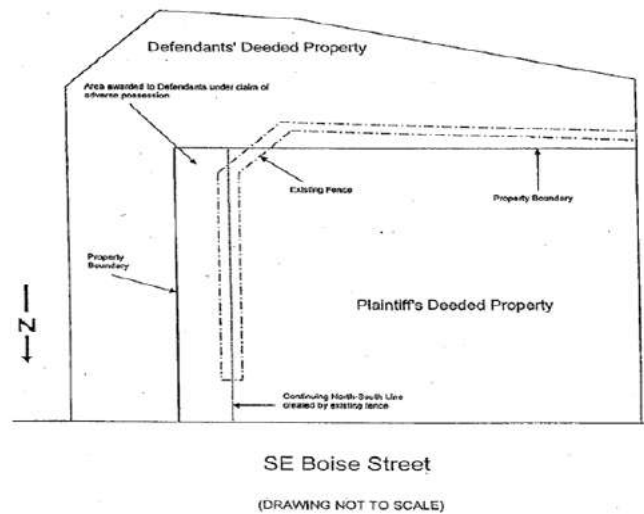 Defendants' Deeded Property
Area awarded to Defendants under claim of
adverse possession
Existing Fence
Property Boundary
Property
Boundary
Plaintiff's Deeded Property
N
Continuing North-South Line
created by existing fence
SE Boise Street
(DRAWING NOT TO SCALE)